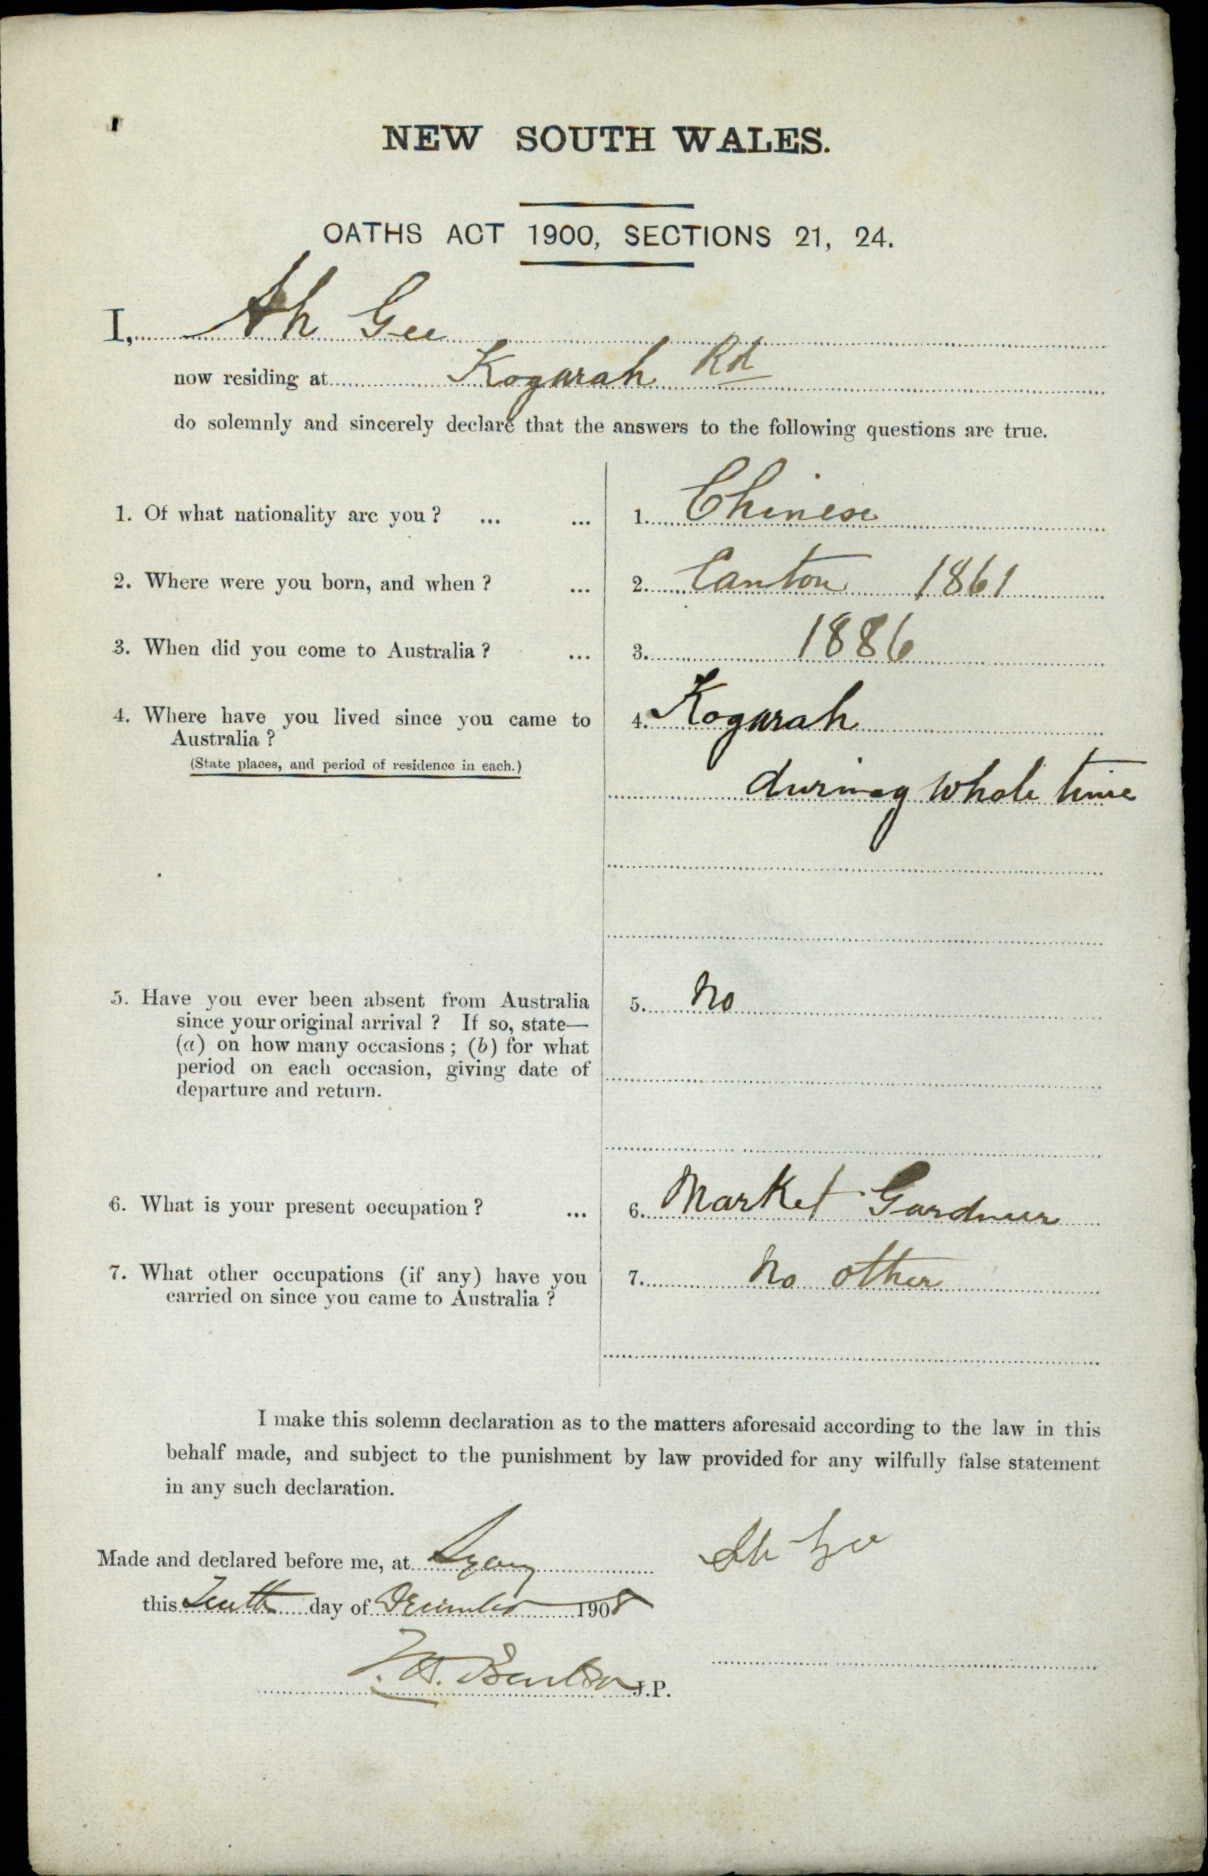 NEW SOUTH WALES.
OATHS ACT 1900, SECTIONS 21, 24.
I, Ah Gee
now residing at Kogarah Rd
do solemnly and sincerely declare that the answers to the following questions are true.
1. Of what nationality are you ? ... ... 1. Chinese
2. Where were you born, and when ? ... 2. Canton 1861
3. When did you come to Australia ? ... 3. 1886
4. Where have you lived since you came to 4. Kogarah
Australia ?
(State places, and period of residence in each.)
during whole time
5. Have you ever been absent from Australia 5. No
since your original arrival ? If so, state—
(a) on how many occasions ; (b) for what
period on each occasion, giving date of
departure and return.
6. What is your present occupation ? ... 6. Market Gardner
7. What other occupations (if any) have you 7. No other
carried on since you came to Australia ?
I make this solemn declaration as to the matters aforesaid according to the law in this
behalf made, and subject to the punishment by law provided for any wilfully false statement
in any such declaration.
Made and declared before me, at
Ah Gee
this Tenth day of December 1908
J.P.